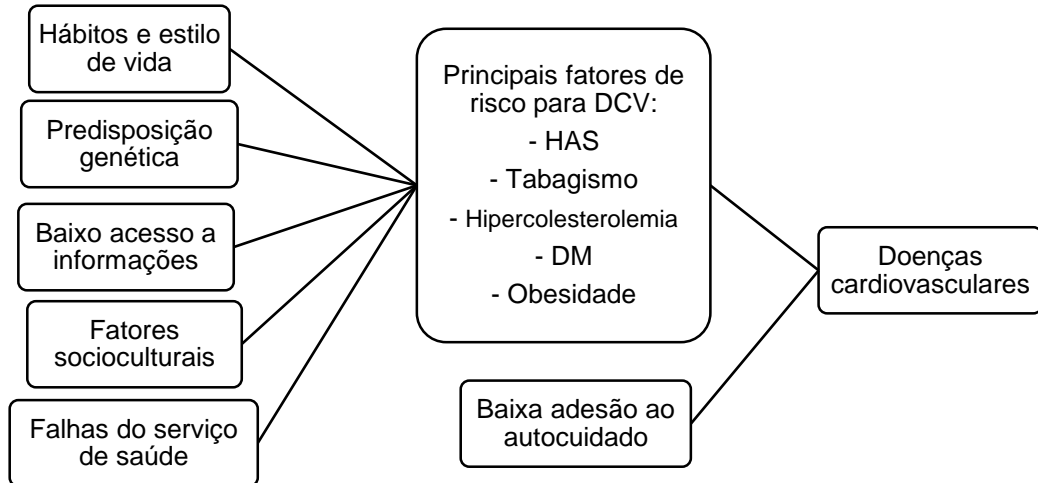 Hábitos e estilo
de vida
Predisposição
genética
Baixo acesso a
informações
Fatores
socioculturais
Falhas do serviço
de saúde
Principais fatores de
risco para DCV:
- HAS
- Tabagismo
- Hipercolesterolemia
- DM
- Obesidade
Baixa adesão ao
autocuidado
Doenças
cardiovasculares